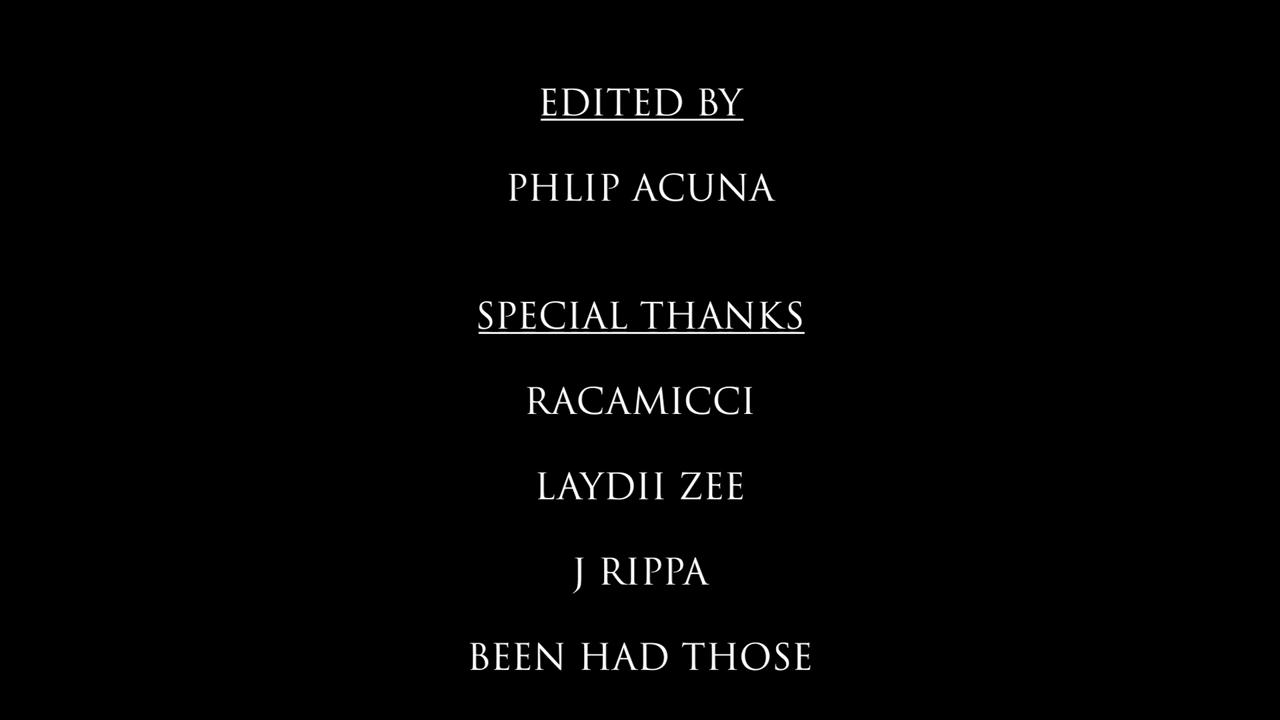 EDITED BY
PHLIP ACUNA
SPECIAL THANKS
RACAMICCI
LAYDII ZEE
J RIPPA
BEEN HAD THOSE